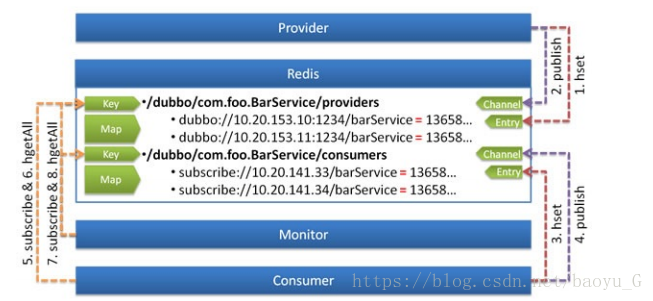 Provider
2. publish
1. hset
Redis
Key
•/dubbo/com.foo.BarService/providers
Channel
Map
• dubbo://10.20.153.10:1234/barService = 13658...
Entry
• dubbo://10.20.153.11:1234/barService = 13658...
Key
•/dubbo/com.foo.BarService/consumers
Channel
Map
• subscribe://10.20.141.33/barService = 13658...
Entry
• subscribe://10.20.141.34/barService = 13658...
5. subscribe & 6. hgetAll
7. subscribe & 8. hgetAll
3. hset
4. publish
Monitor
Consumer
https://blog.csdn.net/baoyu_G